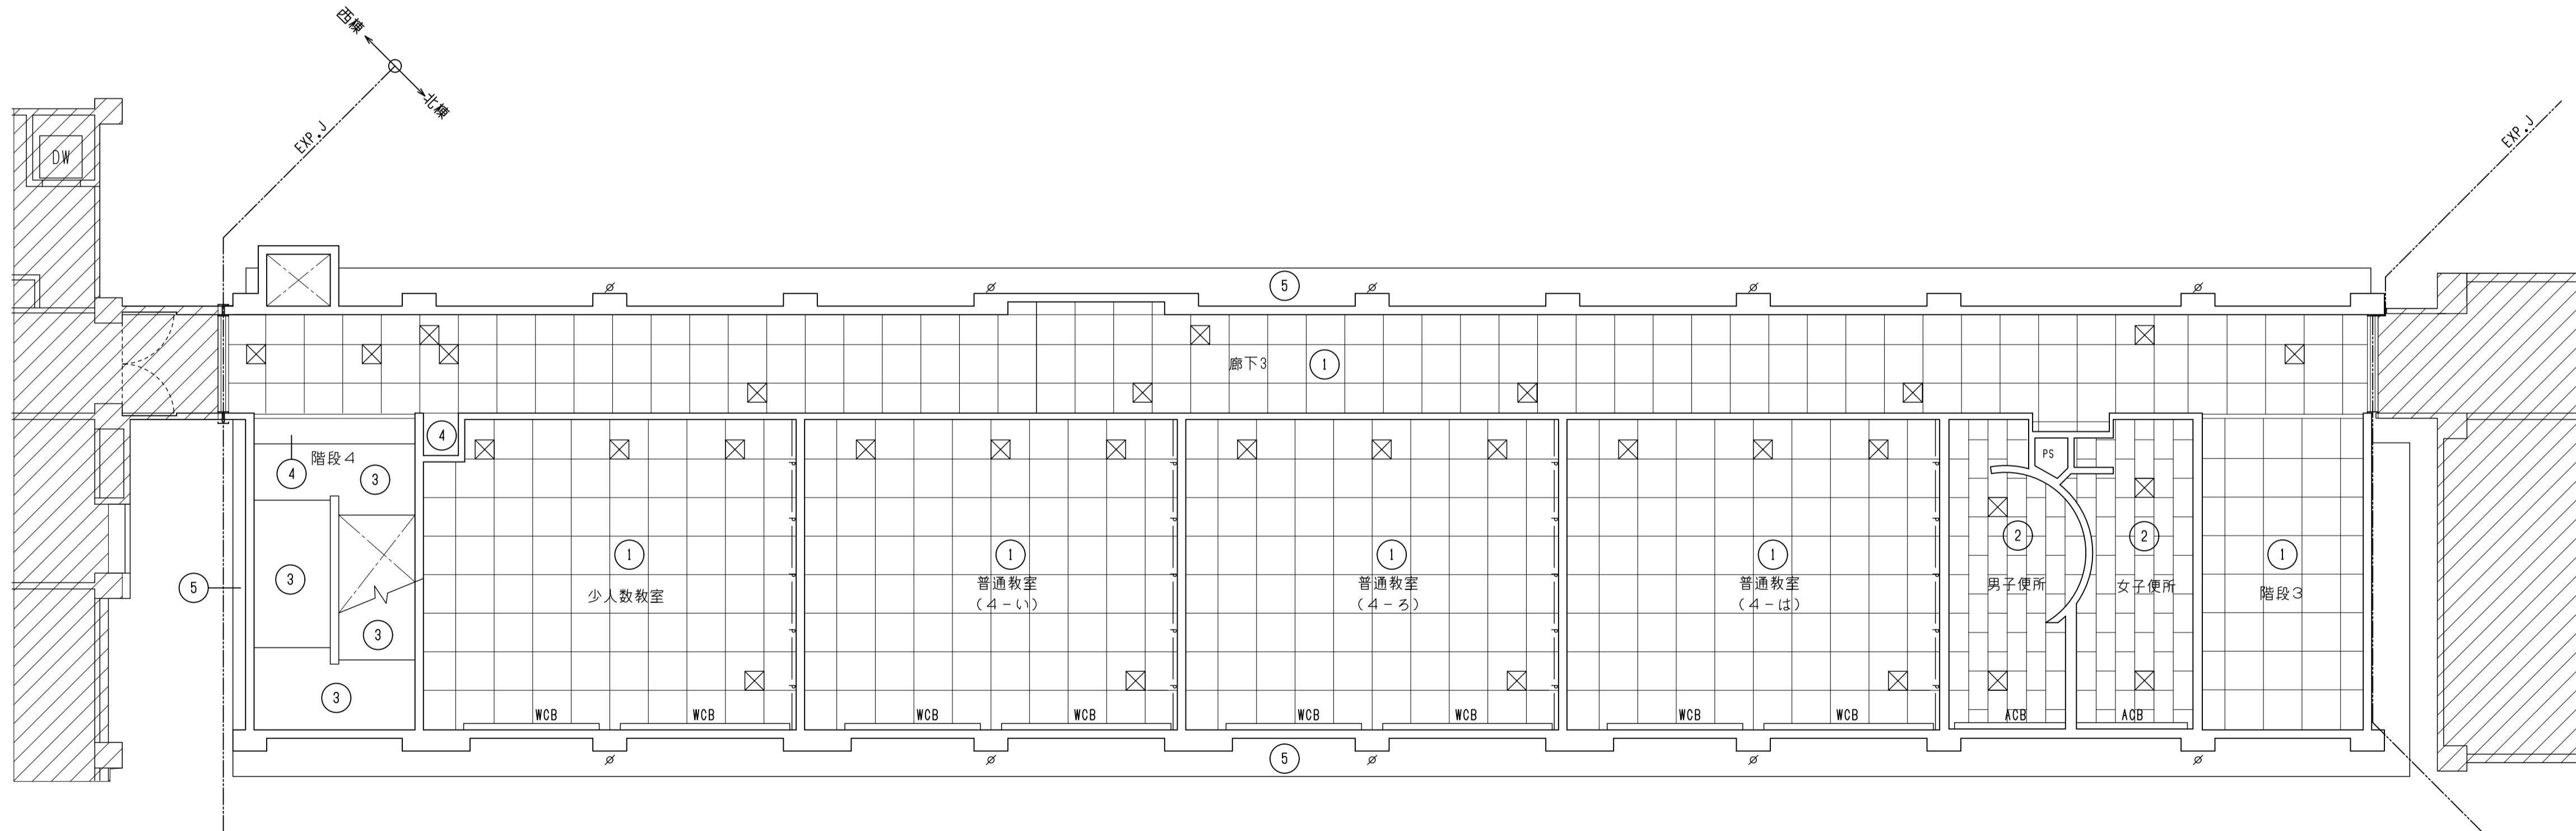 西棟
北棟
EXP.J
EXP.J
DW
5
廊下3
1
4
階段4
4
3
3
3
3
5
1
少人数教室
1
普通教室
(4-い)
1
普通教室
(4-ろ)
1
普通教室
(4-は)
PS
2
男子便所
2
女子便所
1
階段3
WCB
WCB
WCB
WCB
WCB
WCB
WCB
WCB
ACB
ACB
5